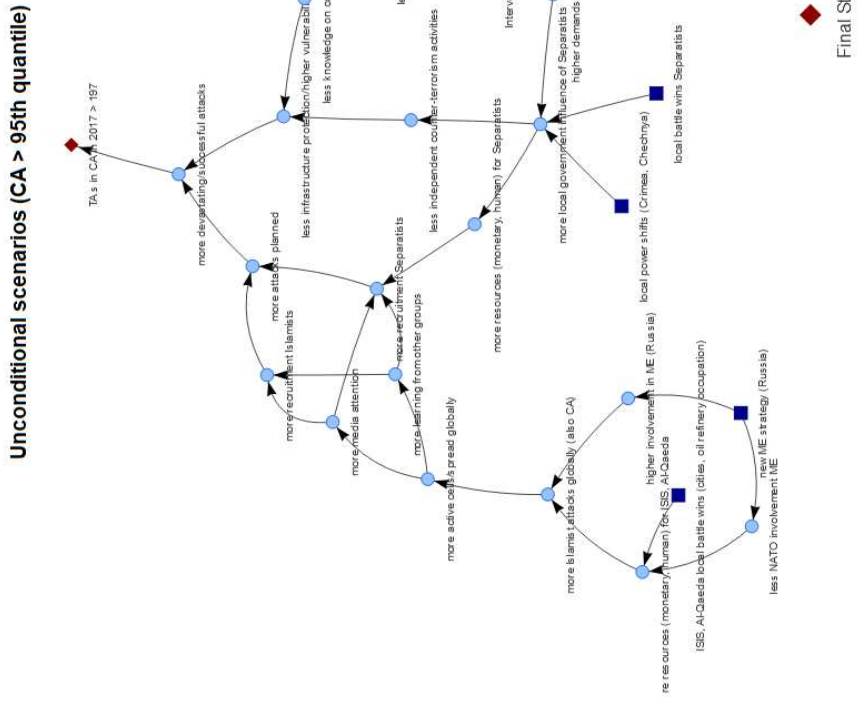 Unconditional scenarios (CA > 95th quantile)
TAs in CA in 2017 > 197
more devastating/successful attacks
less infrastructure protection/higher vulnerabil
less knowledge on c
less independent counter-terrorism activities
Interv
more local government influence of Separatists
higher demands
local battle wins Separatists
local power shifts (Crimea, Chechnya)
more resources (monetary, human) for Separatists
more attacks planned
more recruitment Separatists
more recruitment Islamists
more learning from other groups
more media attention
more active cells/spread globally
more Islamist attacks globally (also CA)
higher involvement in ME (Russia)
re resources (monetary, human) for ISIS, Al-Qaeda
ISIS, Al-Qaeda local battle wins (cities, oil refinery occupation)
new ME strategy (Russia)
less NATO involvement ME
Final St